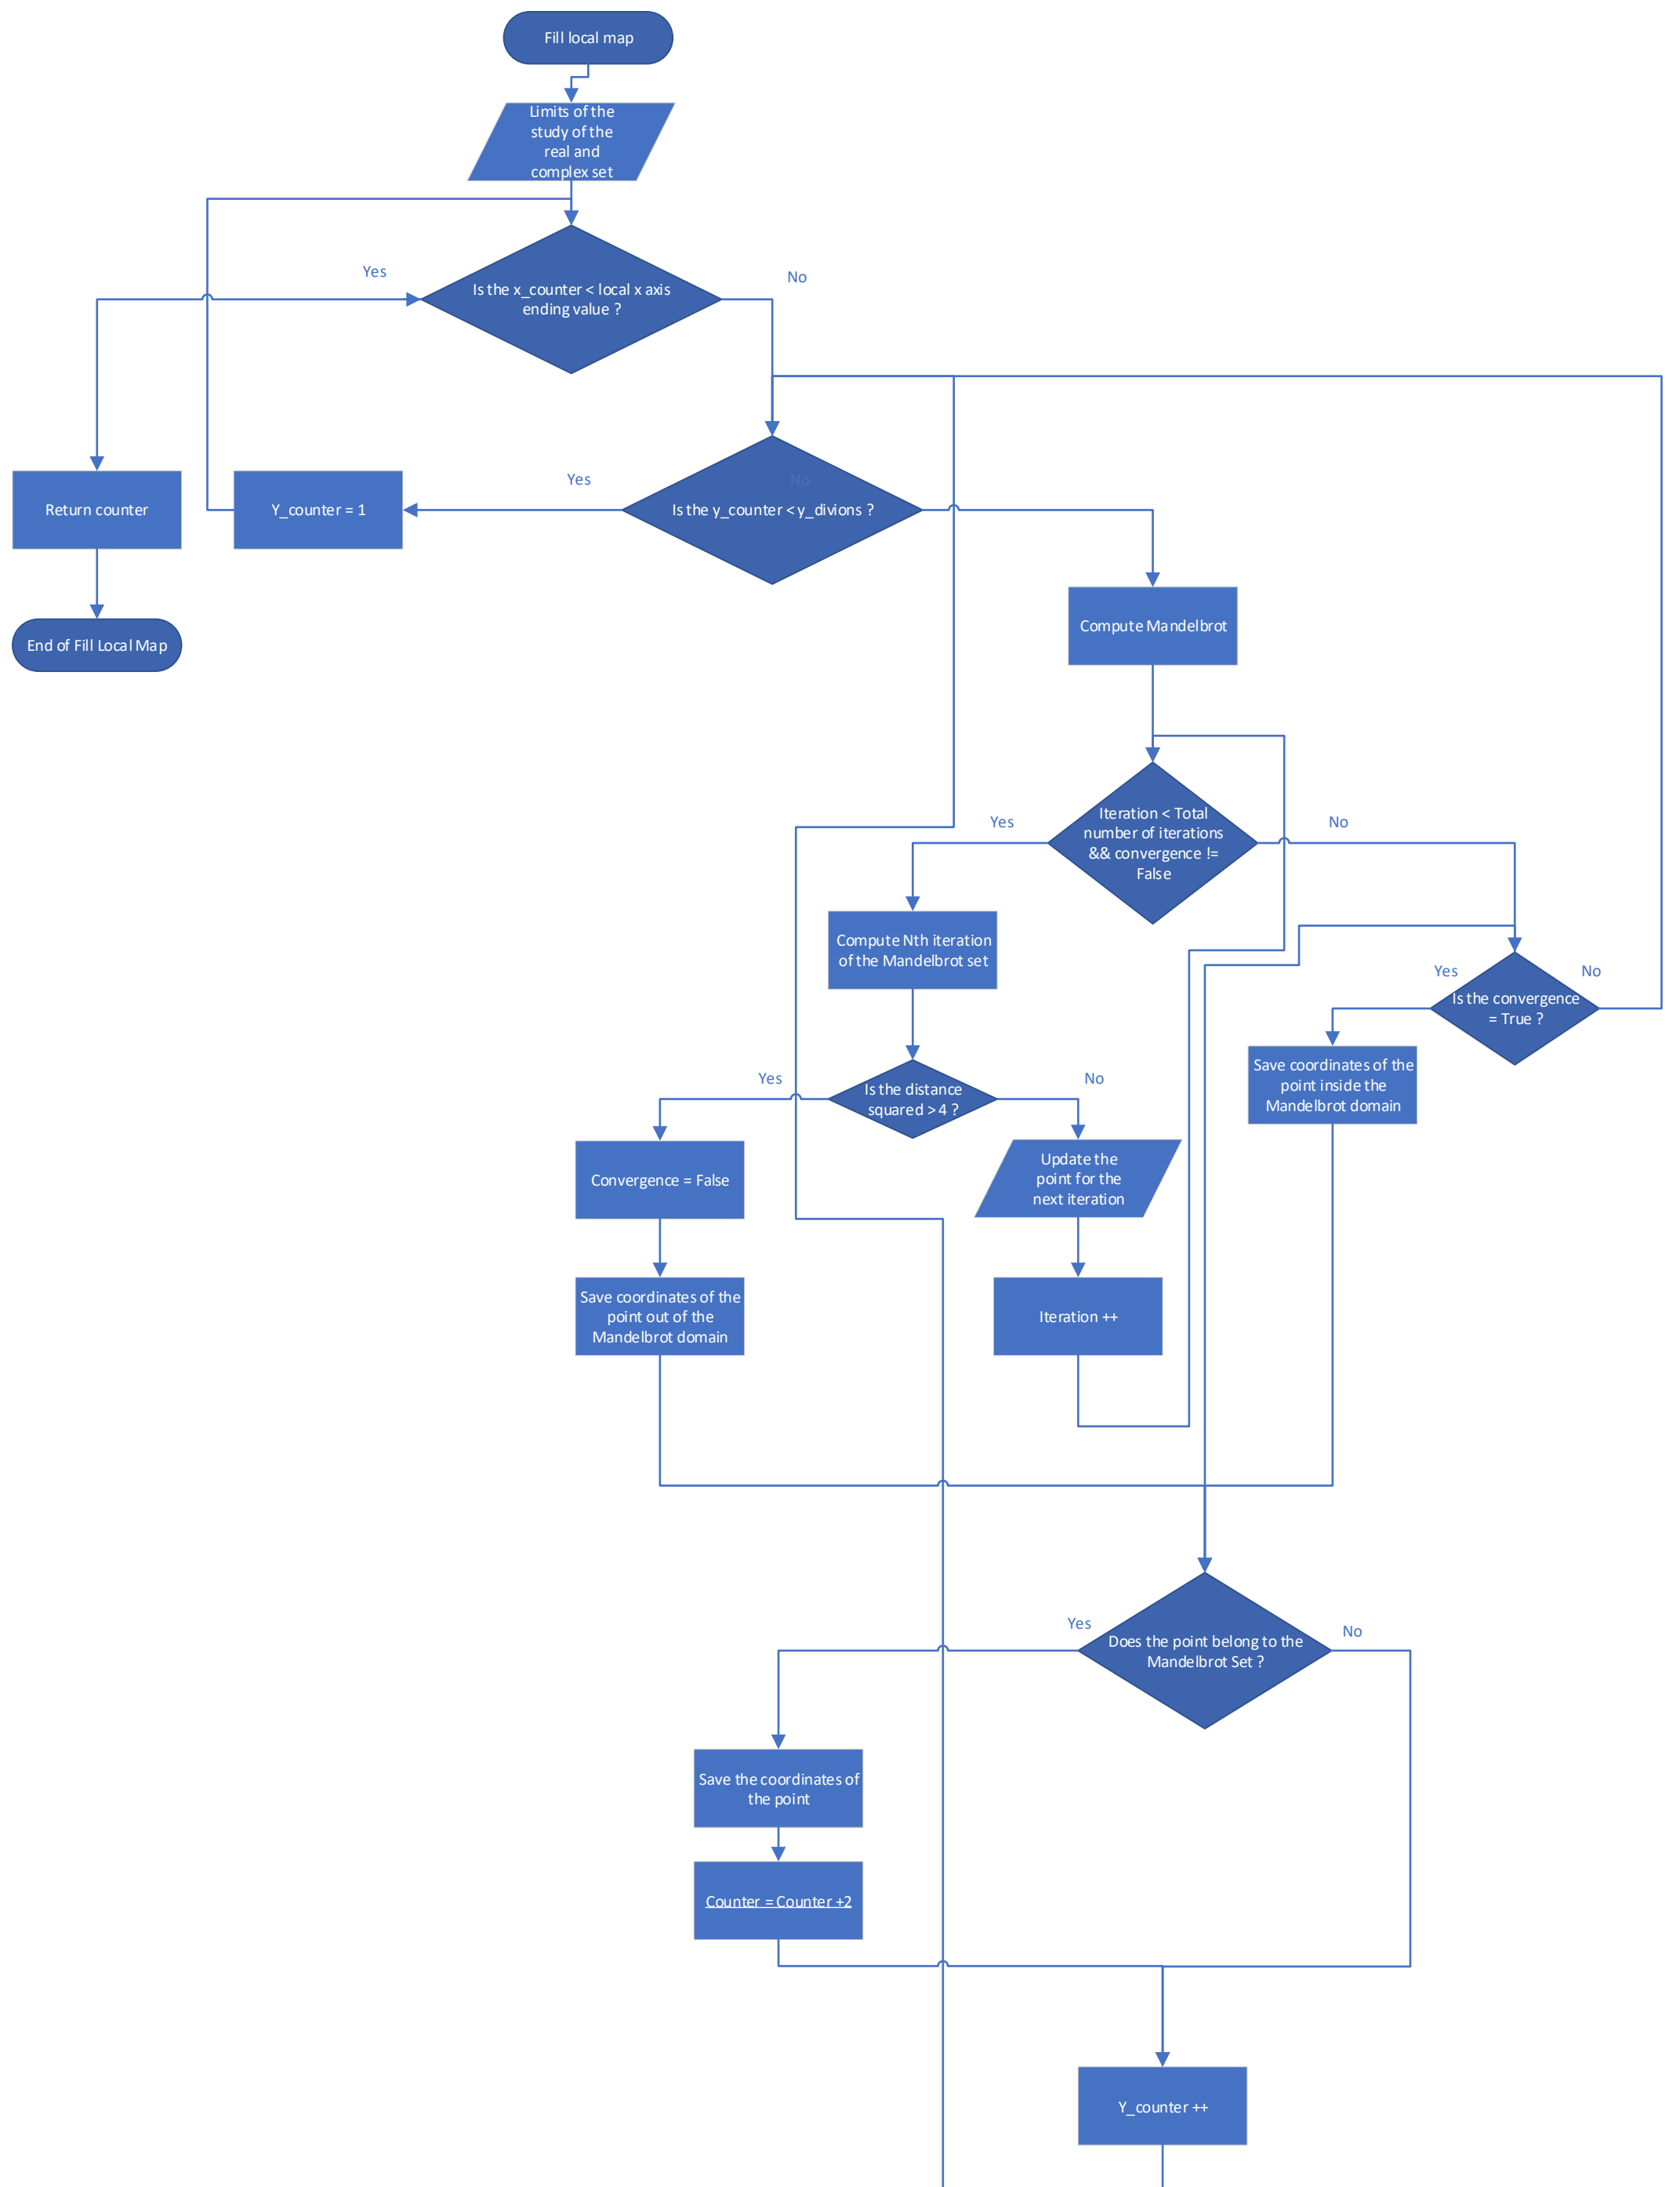 Fill local map
Limits of the
study of the
real and
complex set
Yes
No
Is the x_counter < local x axis
ending value ?
Return counter
Y_counter = 1
Yes
No
Is the y_counter < y_divions ?
End of Fill Local Map
Compute Mandelbrot
Yes
Iteration < Total
number of iterations
&& convergence !=
False
No
Compute Nth iteration
of the Mandelbrot set
Yes
No
Is the convergence
= True ?
Save coordinates of the
point inside the
Mandelbrot domain
Yes
Is the distance
squared > 4 ?
No
Convergence = False
Update the
point for the
next iteration
Save coordinates of the
point out of the
Mandelbrot domain
Iteration ++
Yes
No
Does the point belong to the
Mandelbrot Set ?
Save the coordinates of
the point
Counter = Counter +2
Y_counter ++